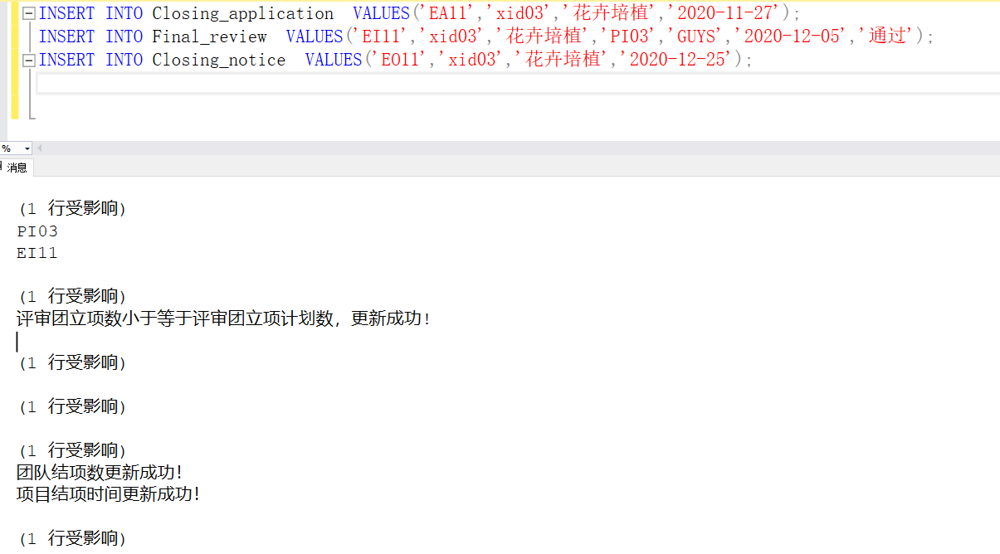 INSERT INTO Closing_application  VALUES('EA11','xid03','花卉培植','2020-11-27');
INSERT INTO Final_review  VALUES('EI11','xid03','花卉培植','PI03','GUYS','2020-12-05','通过');
INSERT INTO Closing_notice  VALUES('EO11','xid03','花卉培植','2020-12-25');
%
消息
(1 行受影响)
PI03
EI11
(1 行受影响)
评审团立项数小于等于评审团立项计划数，更新成功！
(1 行受影响)
(1 行受影响)
(1 行受影响)
团队结项数更新成功！
项目结项时间更新成功！
(1 行受影响)